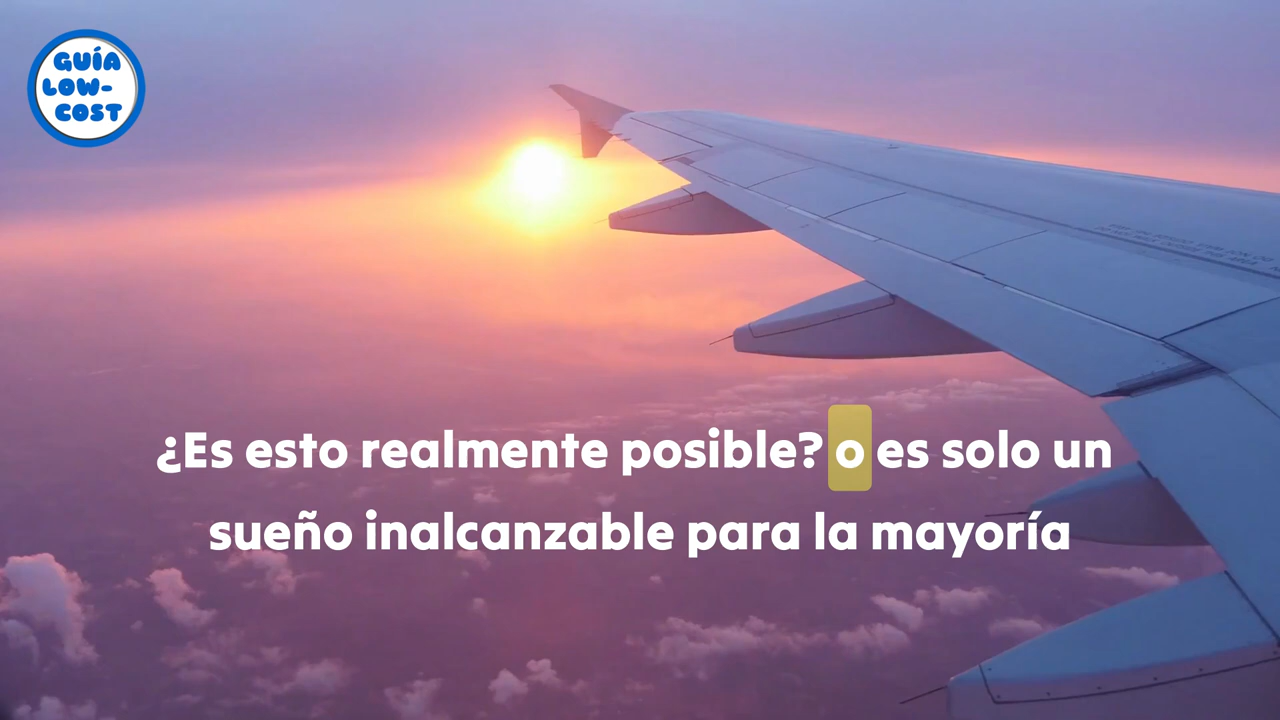 GUÍA
LOW-
COST
¿Es esto realmente posible? o es solo un
sueño inalcanzable para la mayoría